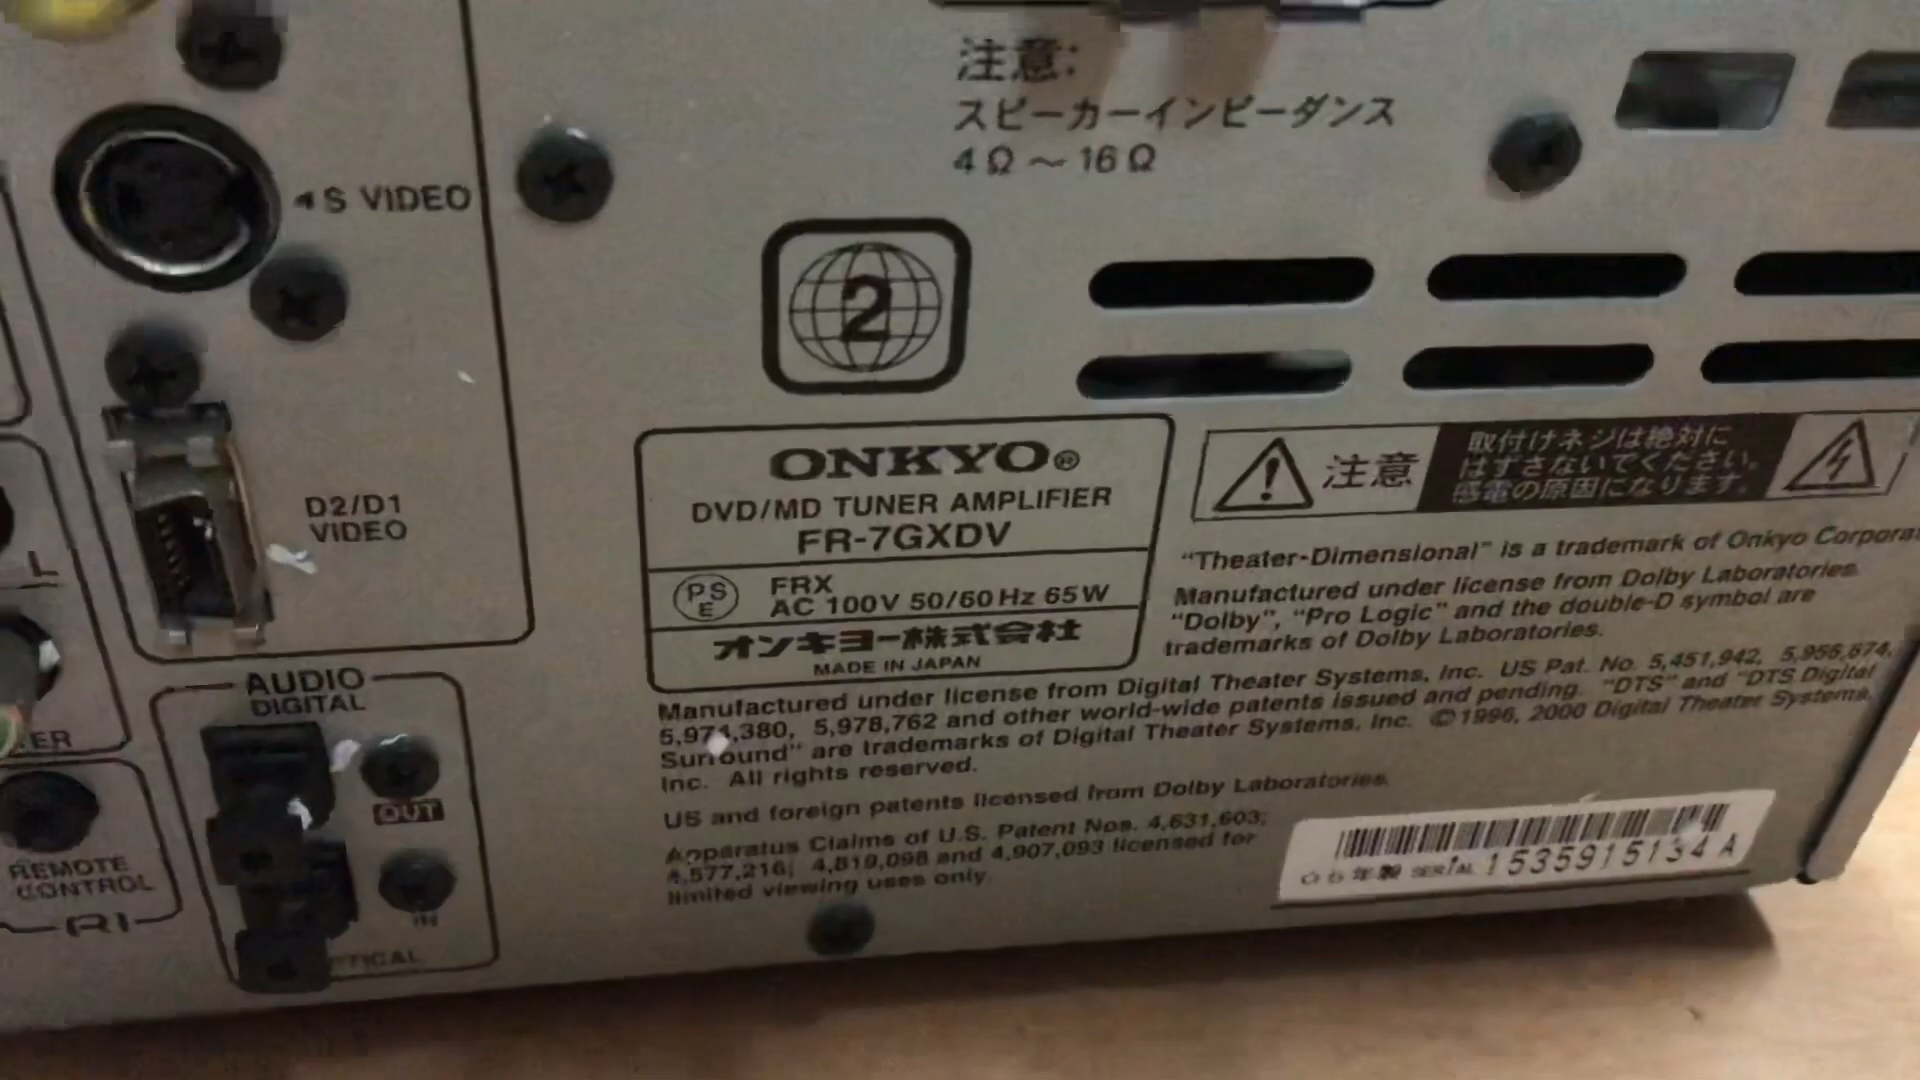 注意:
スピーカーインピーダンス
4Ω～16Ω
S VIDEO
2
D2/D1
VIDEO
ONKYO®
DVD/MD TUNER AMPLIFIER
FR-7GXDV
PS
E
FRX
AC 100V 50/60Hz 65W
オンキヨー株式会社
MADE IN JAPAN
注意
取付けネジは絶対に
はずさないでください。
感電の原因になります。
"Theater-Dimensional" is a trademark of Onkyo Corporat
Manufactured under license from Dolby Laboratories.
"Dolby", "Pro Logic" and the double-D symbol are
trademarks of Dolby Laboratories.
Manufactured under license from Digital Theater Systems, Inc. US Pat. No. 5,451,942, 5,956,674,
5,974,380, 5,978,762 and other world-wide patents issued and pending. "DTS" and "DTS Digital
Surround" are trademarks of Digital Theater Systems, Inc. ©1996, 2000 Digital Theater Systems,
Inc. All rights reserved.
US and foreign patents licensed from Dolby Laboratories.
Apparatus Claims of U.S. Patent Nos. 4,631,603;
4,577,216; 4,819,098 and 4,907,093 licensed for
limited viewing uses only.
年製 SERIAL 1535915134A
AUDIO
DIGITAL
OUT
IN
PTICAL
L
ER
REMOTE
CONTROL
RI